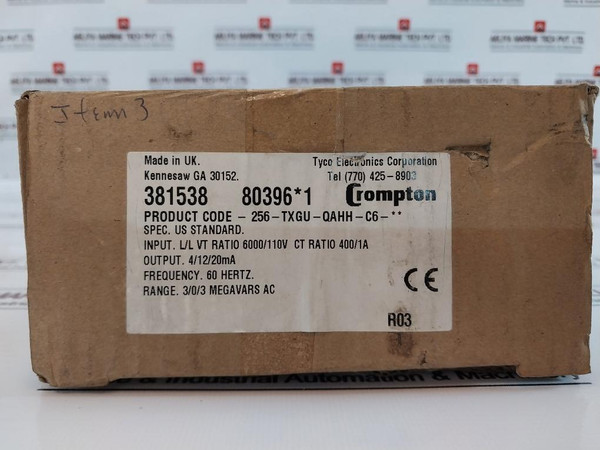 Item 3
Made in UK. Tyco Electronics Corporation
Kennesaw GA 30152. Tel (770) 425-8903
381538 80396*1 Crompton
PRODUCT CODE - 256-TXGU-QAHH-C6-**
SPEC. US STANDARD.
INPUT. L/L VT RATIO 6000/110V CT RATIO 400/1A
OUTPUT. 4/12/20mA
FREQUENCY. 60 HERTZ.
RANGE. 3/0/3 MEGAVARS AC
CE
R03
& Industrial Automation &